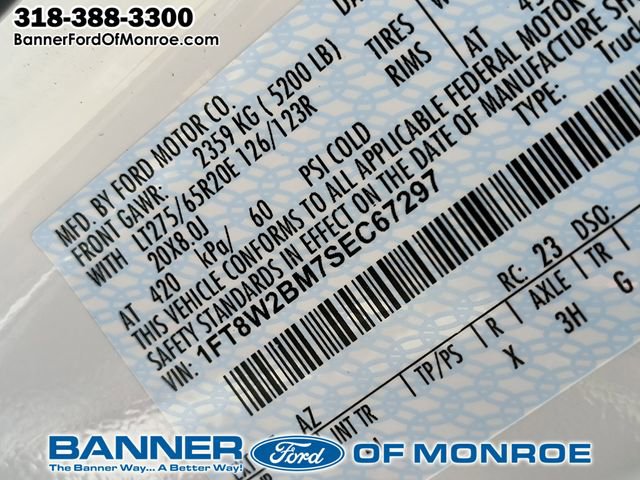 318-388-3300
BannerFordOfMonroe.com
MFD. BY FORD MOTOR CO.
FRONT GAWR: 2359 KG ( 5200 LB)
WITH LT275/65R20E 126/123R TIRES
20X8.0J RIMS
AT 420 kPa/ 60 PSI COLD AT
THIS VEHICLE CONFORMS TO ALL APPLICABLE FEDERAL MOTOR
SAFETY STANDARDS IN EFFECT ON THE DATE OF MANUFACTURE SH
VIN: 1FT8W2BM7SEC67297 TYPE: Truck
RC: 23 DSO:
AZ
INT TR TP/PS R AXLE TR
X 3H G
BANNER Ford OF MONROE
The Banner Way... A Better Way!